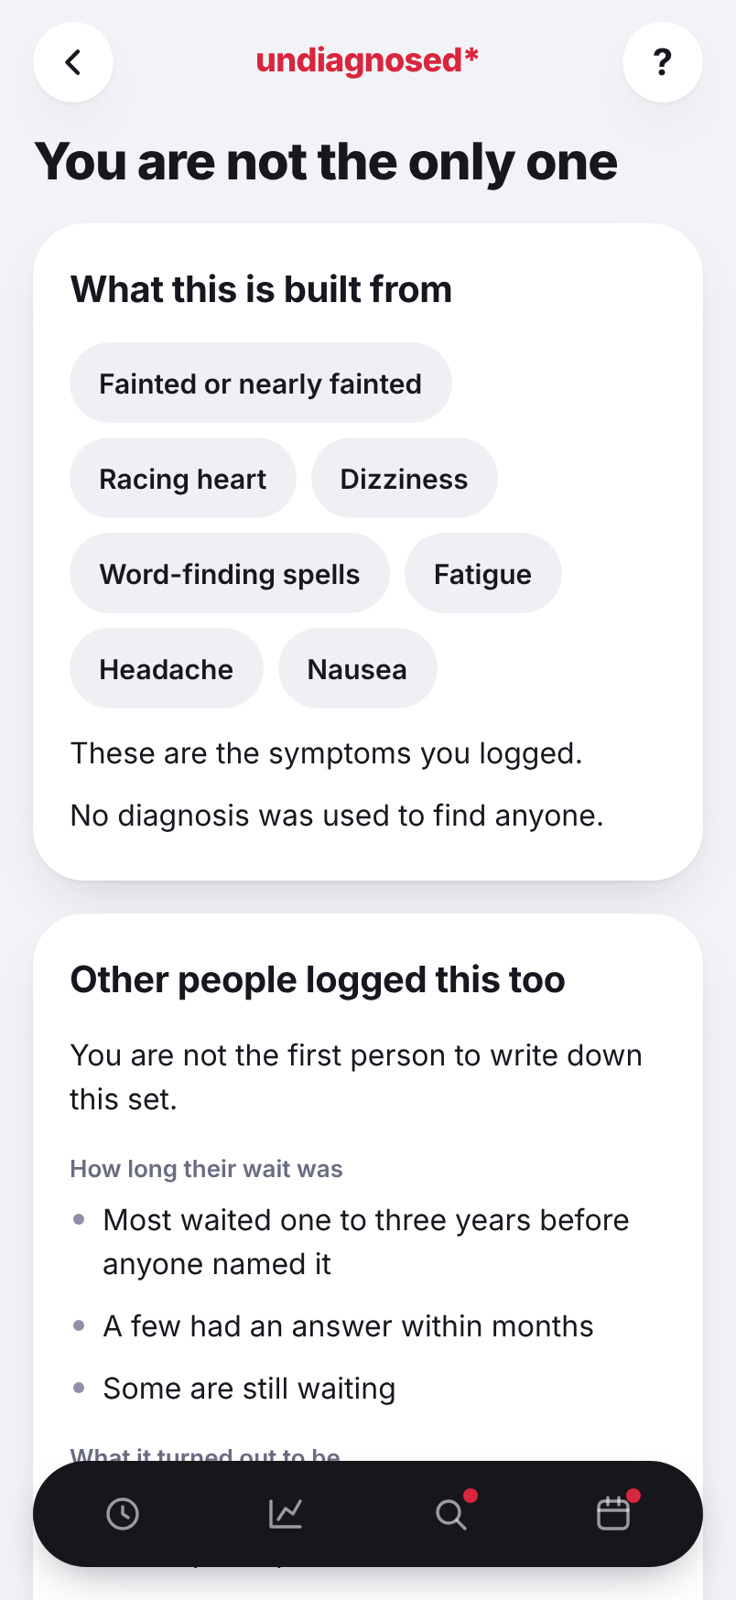 undiagnosed*
?
You are not the only one
What this is built from
Fainted or nearly fainted
Racing heart
Dizziness
Word-finding spells
Fatigue
Headache
Nausea
These are the symptoms you logged.
No diagnosis was used to find anyone.
Other people logged this too
You are not the first person to write down
this set.
How long their wait was
Most waited one to three years before
anyone named it
A few had an answer within months
Some are still waiting
What it turned out to be